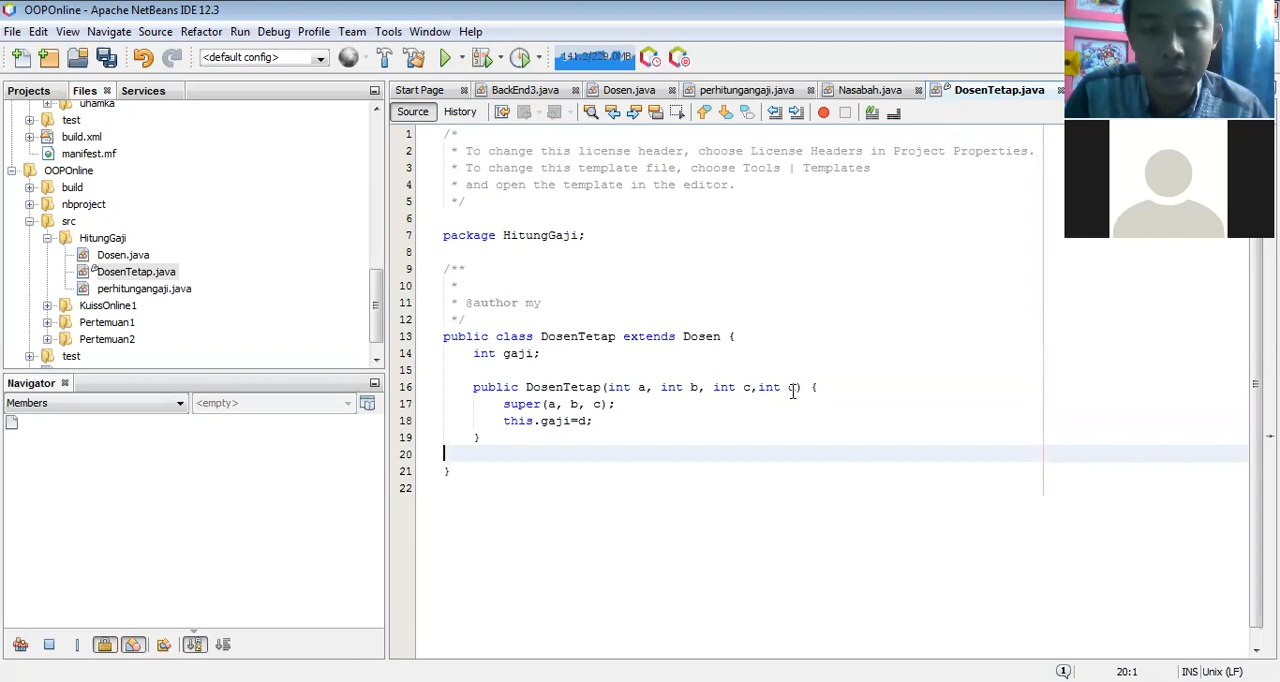 OOPOnline - Apache NetBeans IDE 12.3
File Edit View Navigate Source Refactor Run Debug Profile Team Tools Window Help
<default config>
Projects Files Services
Start Page BackEnd3.java Dosen.java perhitungangaji.java Nasabah.java DosenTetap.java
Source History
uhamka
test
build.xml
manifest.mf
OOPOnline
build
nbproject
src
HitungGaji
Dosen.java
DosenTetap.java
perhitungangaji.java
KuissOnline1
Pertemuan1
Pertemuan2
test
Navigator
Members <empty>
1 /*
2 * To change this license header, choose License Headers in Project Properties.
3 * To change this template file, choose Tools | Templates
4 * and open the template in the editor.
5 */
6
7 package HitungGaji;
8
9 /**
10 *
11 * @author my
12 */
13 public class DosenTetap extends Dosen {
14 int gaji;
15
16 public DosenTetap(int a, int b, int c,int ) {
17 super(a, b, c);
18 this.gaji=d;
19 }
20
21 }
22
20:1 INS Unix (LF)